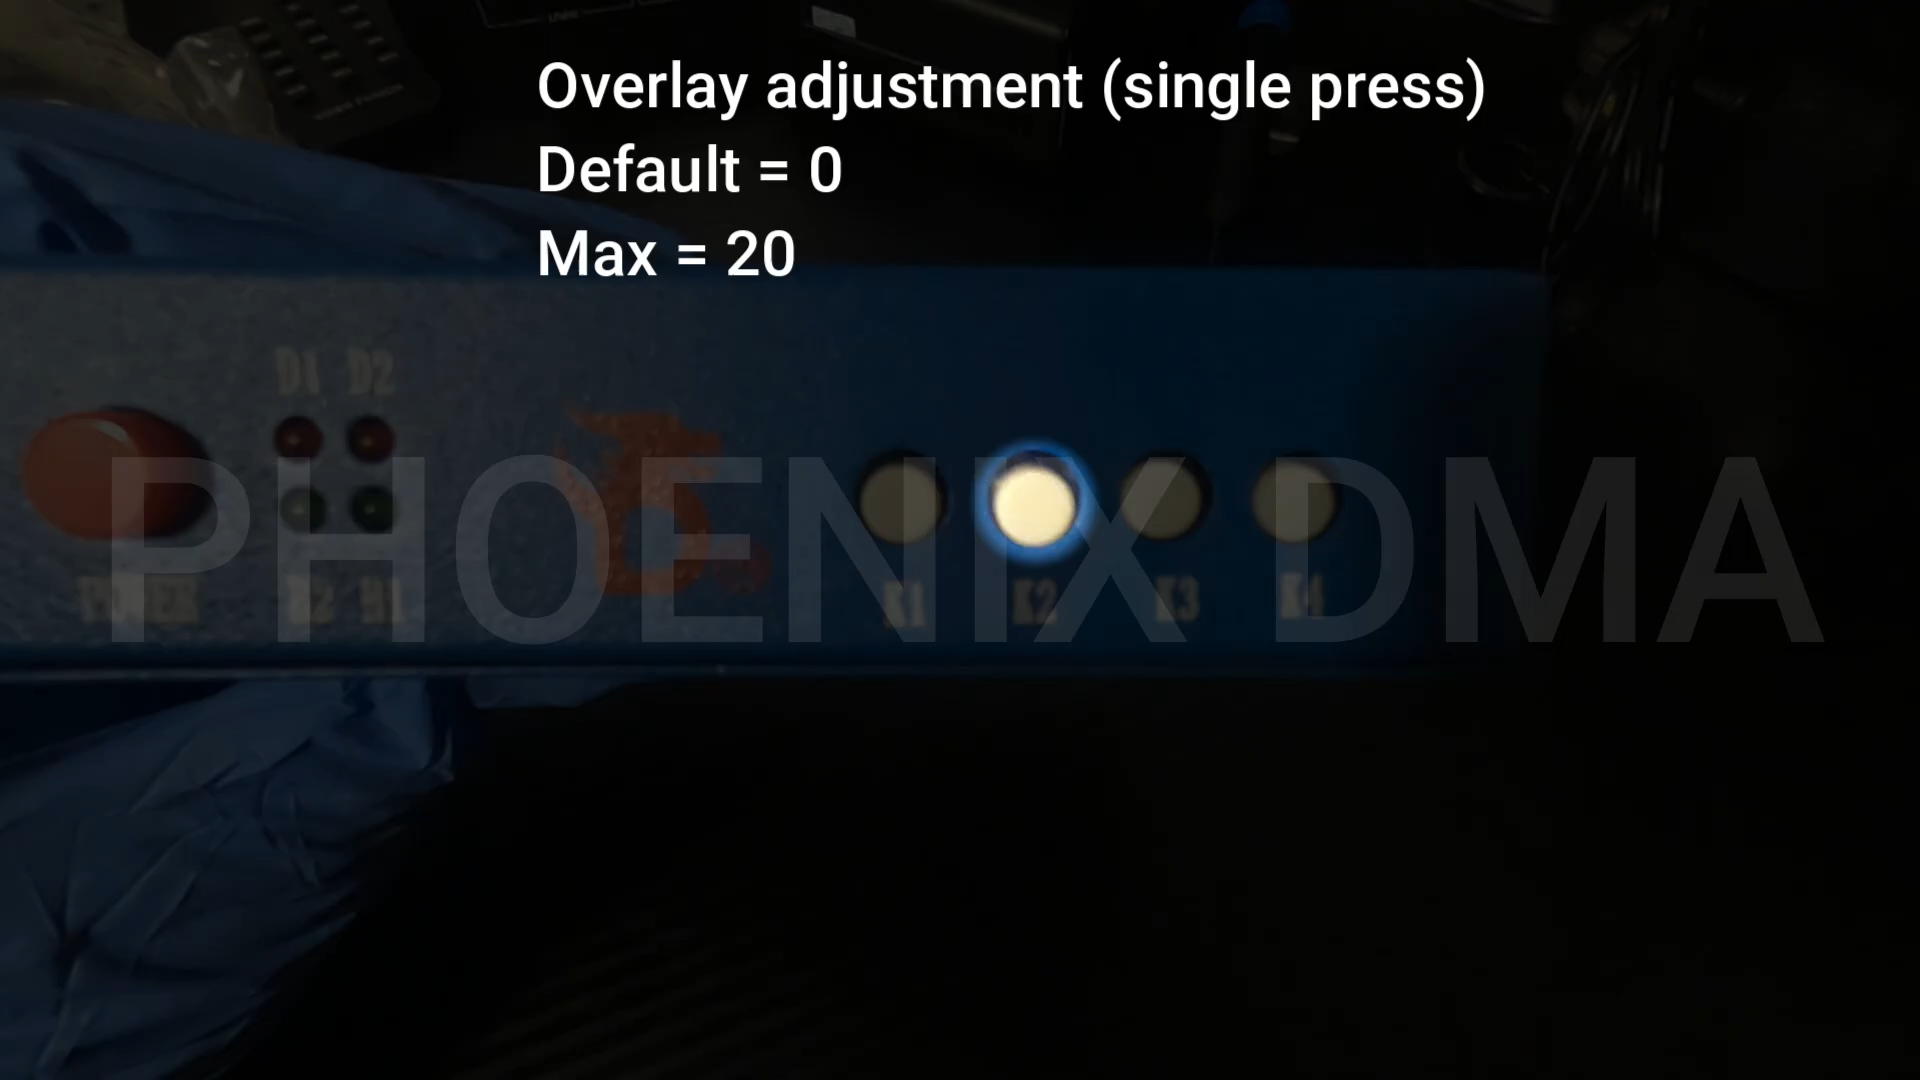 Overlay adjustment (single press)
Default = 0
Max = 20
D1 D2
PHOENIX DMA
K1 K2 K3 K4